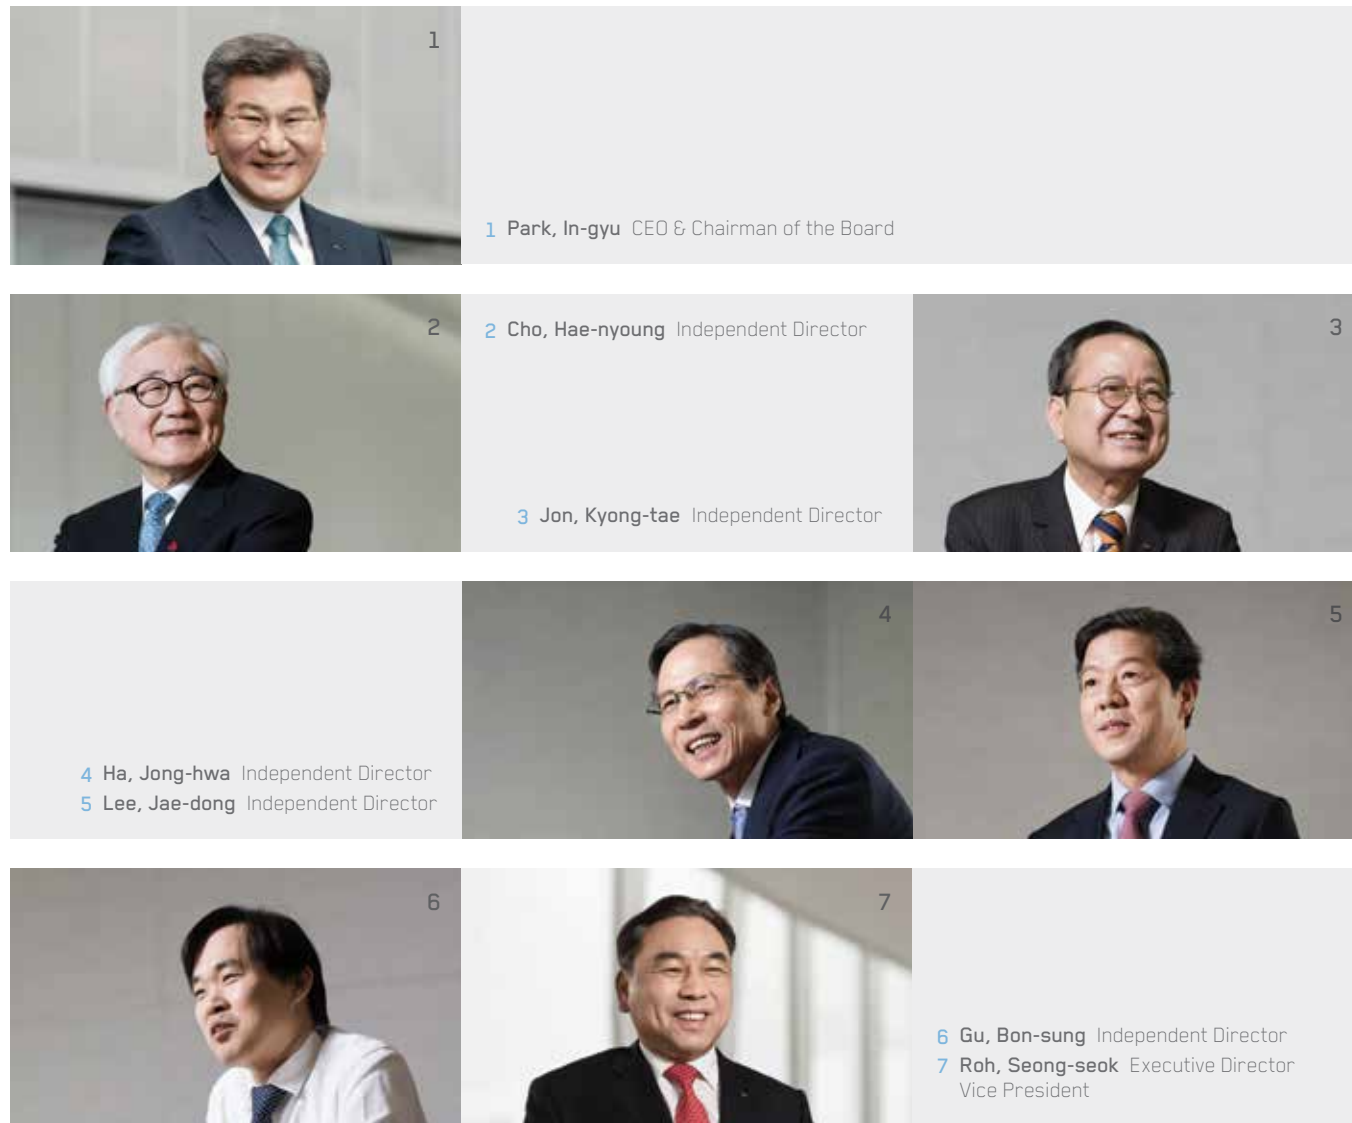 1
1 Park, In-gyu CEO & Chairman of the Board
2
2 Cho, Hae-nyoung Independent Director
3
3 Jon, Kyong-tae Independent Director
4
5
4 Ha, Jong-hwa Independent Director
5 Lee, Jae-dong Independent Director
6
7
6 Gu, Bon-sung Independent Director
7 Roh, Seong-seok Executive Director
Vice President